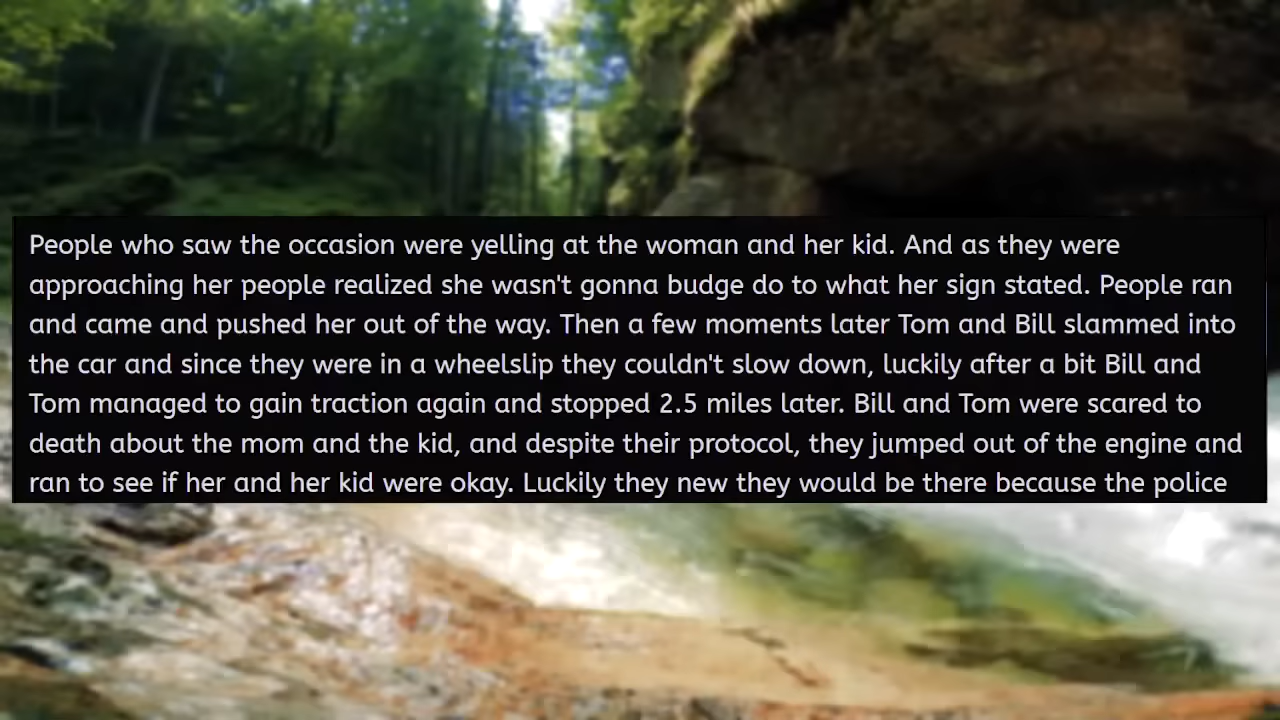 People who saw the occasion were yelling at the woman and her kid. And as they were
approaching her people realized she wasn't gonna budge do to what her sign stated. People ran
and came and pushed her out of the way. Then a few moments later Tom and Bill slammed into
the car and since they were in a wheelslip they couldn't slow down, luckily after a bit Bill and
Tom managed to gain traction again and stopped 2.5 miles later. Bill and Tom were scared to
death about the mom and the kid, and despite their protocol, they jumped out of the engine and
ran to see if her and her kid were okay. Luckily they new they would be there because the police